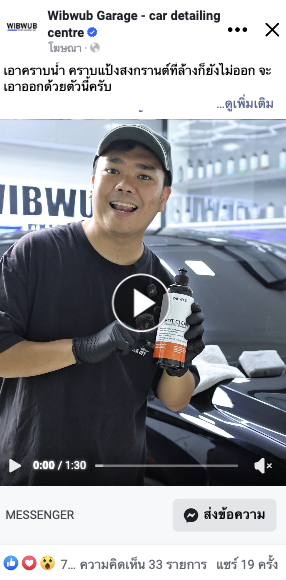 WIBWUB
Wibwub Garage - car detailing
centre
โฆษณา ·
เอาคราบน้ำ คราบแป้งสงกรานต์ที่ล้างก็ยังไม่ออก จะ
เอาออกด้วยตัวนี้ครับ
...ดูเพิ่มเติม
WIBWUB
0:00 / 1:30
MESSENGER
ส่งข้อความ
7... ความคิดเห็น 33 รายการ แชร์ 19 ครั้ง